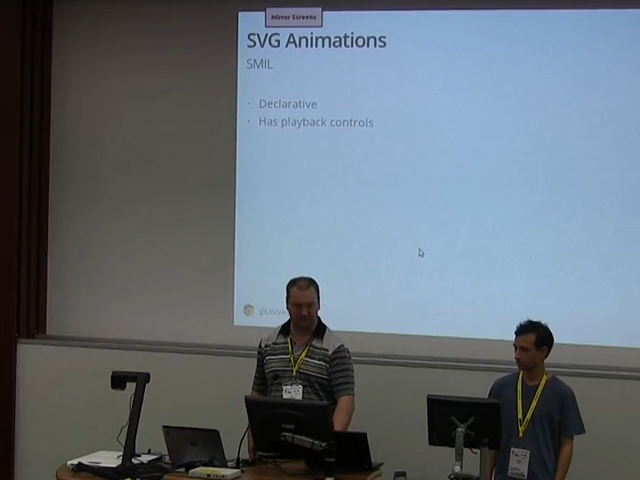 Mirror Screens
SVG Animations
SMIL
· Declarative
· Has playback controls